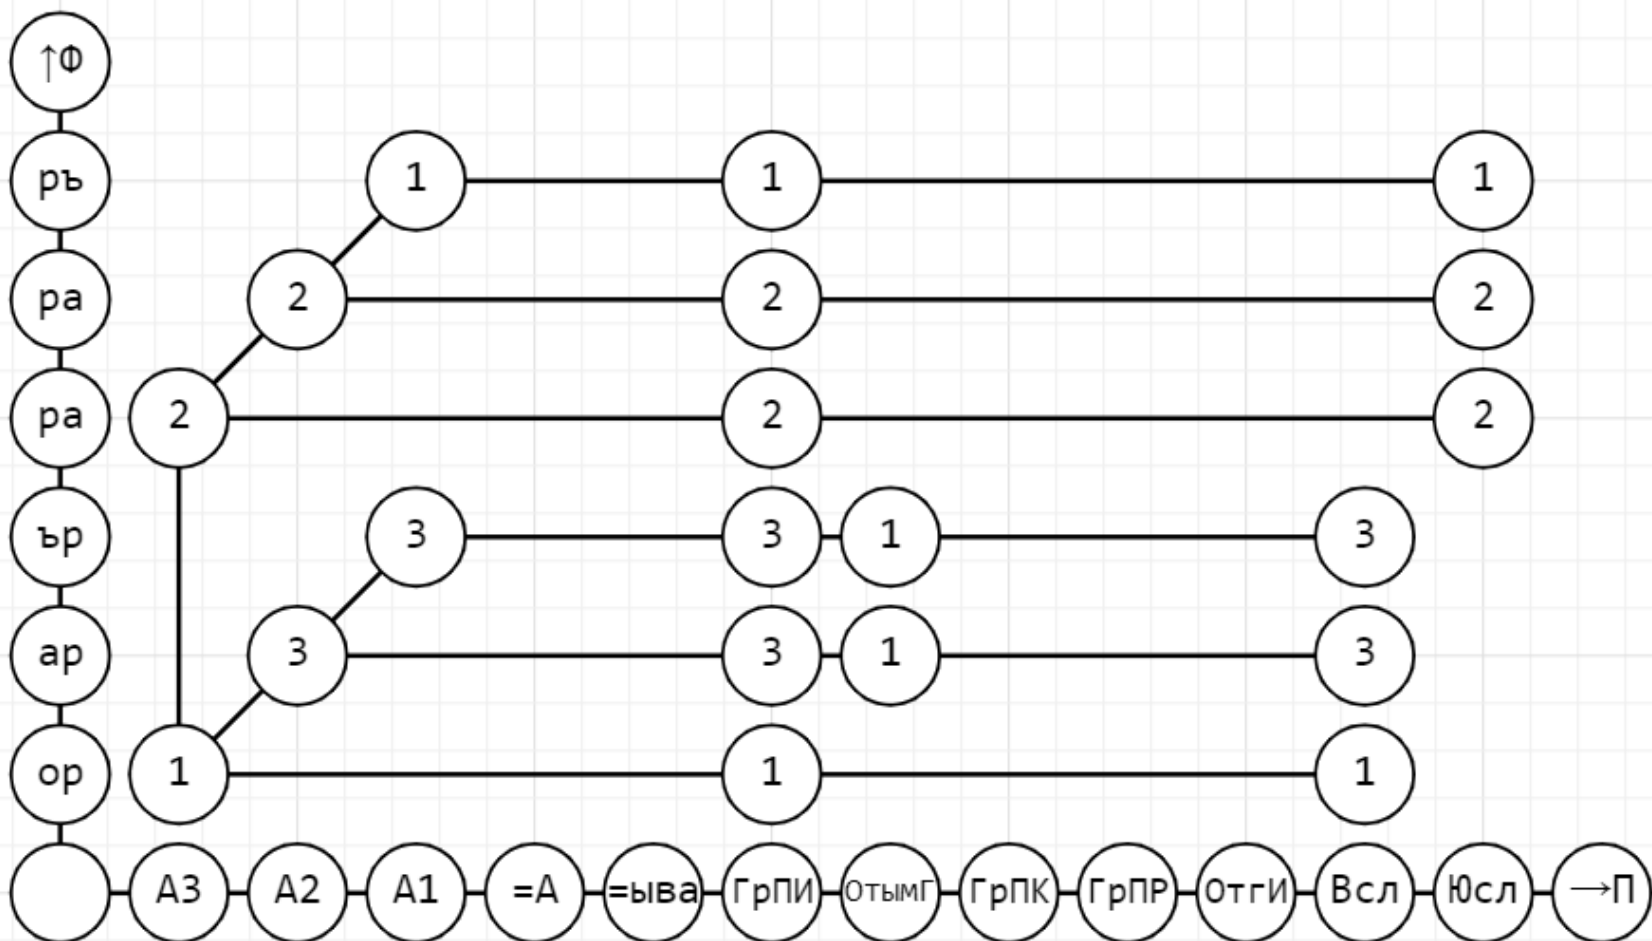 ↑Ф
ръ 1 1 1
ра 2 2 2
ра 2 2 2
ър 3 3 1 3
ар 3 3 1 3
ор 1 1 1
А3 А2 А1 =А =ыва ГрПИ ОтымГ ГрПК ГрПР ОтгИ Всл Юсл →П